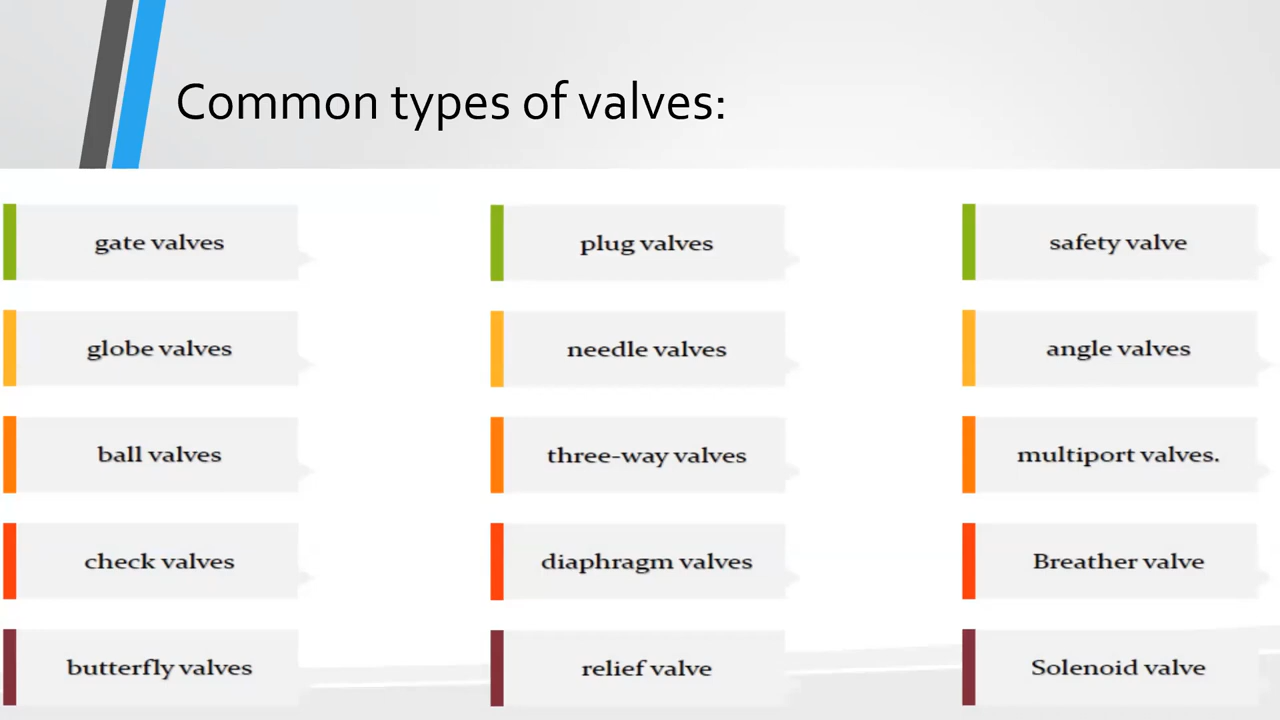 Common types of valves:
gate valves
plug valves
safety valve
globe valves
needle valves
angle valves
ball valves
three-way valves
multiport valves.
check valves
diaphragm valves
Breather valve
butterfly valves
relief valve
Solenoid valve